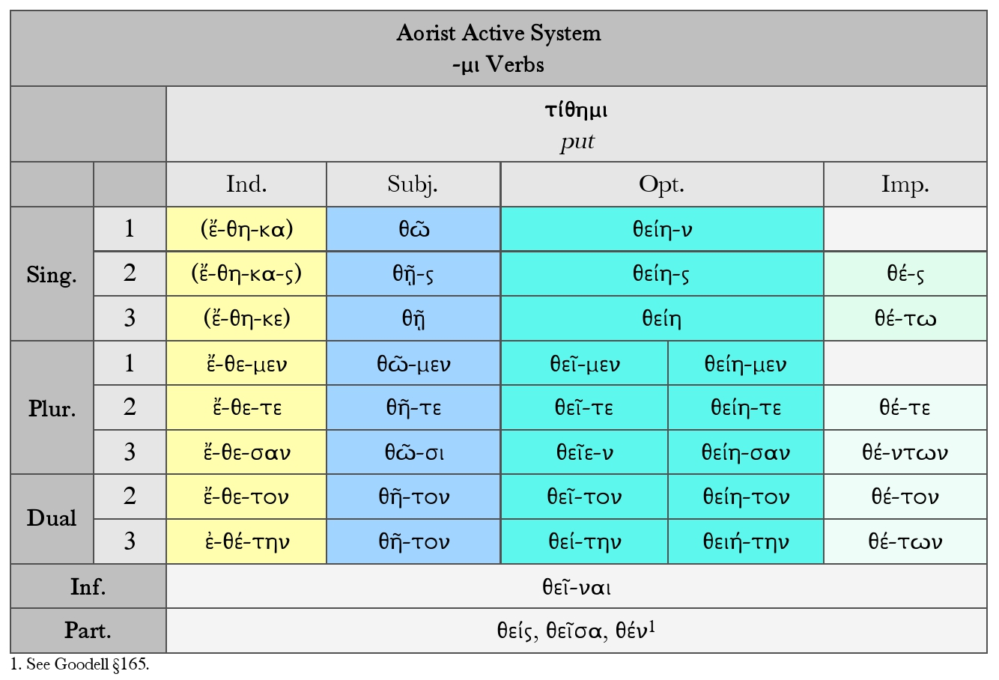 Aorist Active System
-μι Verbs
τίθημι
put
Ind. Subj. Opt. Imp.
Sing. 1 (ἔ-θη-κα) θῶ θείη-ν
2 (ἔ-θη-κα-ς) θῇ-ς θείη-ς θέ-ς
3 (ἔ-θη-κε) θῇ θείη θέ-τω
Plur. 1 ἔ-θε-μεν θῶ-μεν θεῖ-μεν θείη-μεν
2 ἔ-θε-τε θῆ-τε θεῖ-τε θείη-τε θέ-τε
3 ἔ-θε-σαν θῶ-σι θεῖε-ν θείη-σαν θέ-ντων
Dual 2 ἔ-θε-τον θῆ-τον θεῖ-τον θείη-τον θέ-τον
3 ἐ-θέ-την θῆ-τον θεί-την θειή-την θέ-των
Inf. θεῖ-ναι
Part. θείς, θεῖσα, θέν¹
1. See Goodell §165.